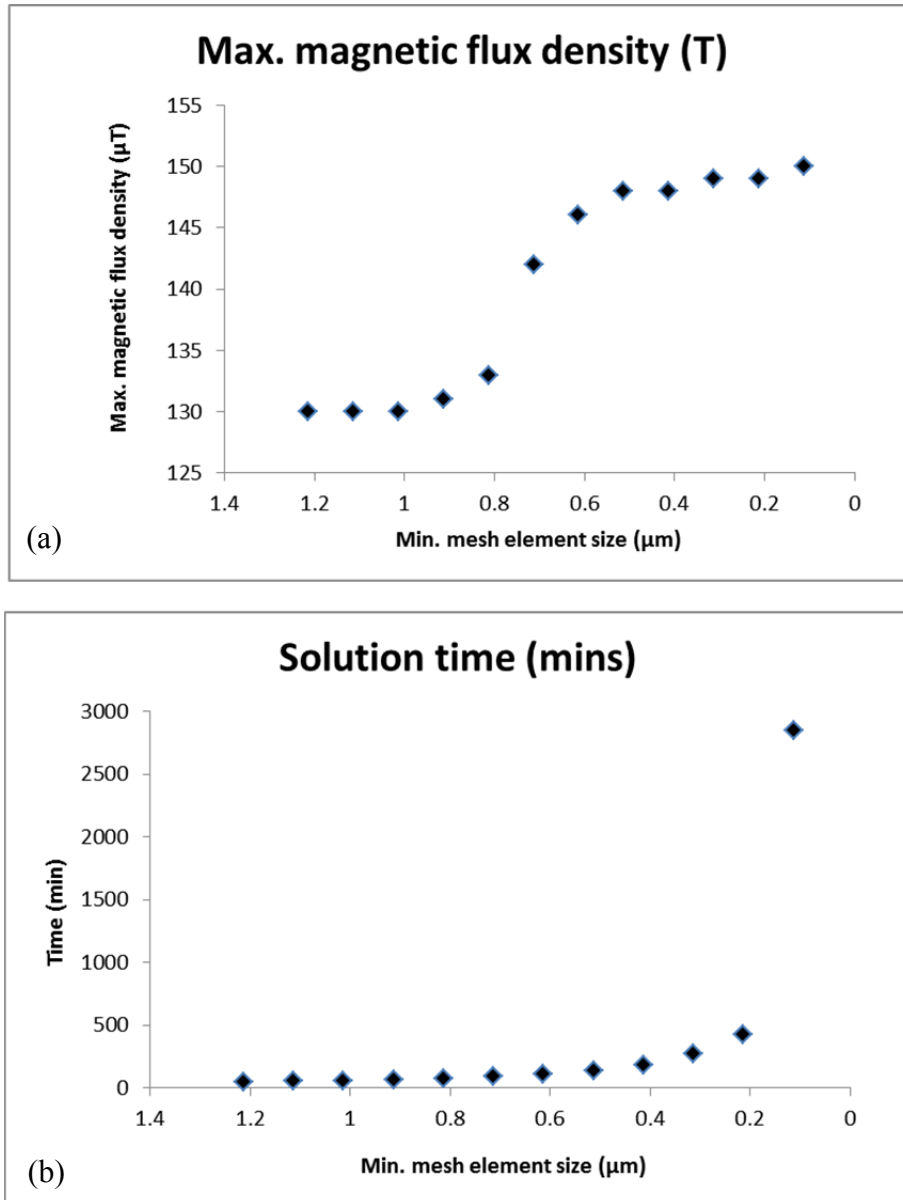 Max. magnetic flux density (T)
Max. magnetic flux density (µT)
155
150
145
140
135
130
125
1.4 1.2 1 0.8 0.6 0.4 0.2 0
Min. mesh element size (µm)
(a)
Solution time (mins)
Time (min)
3000
2500
2000
1500
1000
500
0
1.4 1.2 1 0.8 0.6 0.4 0.2 0
Min. mesh element size (µm)
(b)